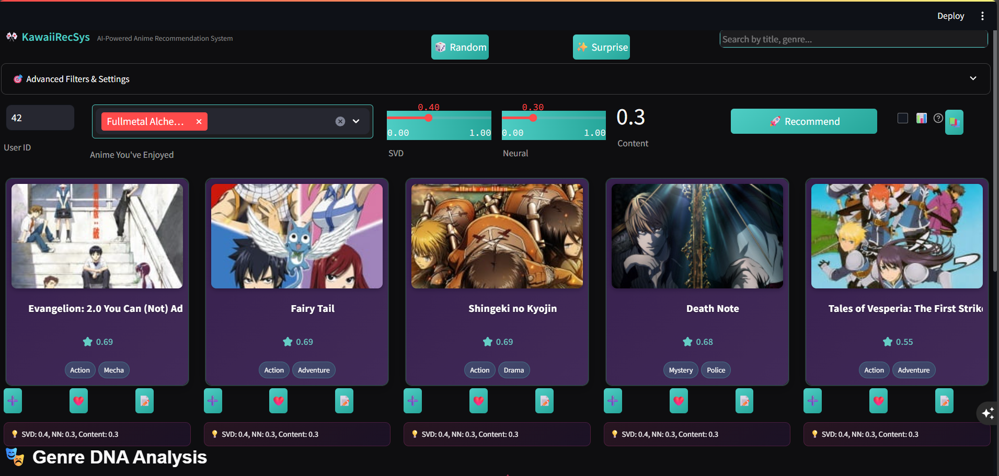 Deploy
KawaiiRecSys AI-Powered Anime Recommendation System
Random
Surprise
Search by title, genre...
Advanced Filters & Settings
42
User ID
Fullmetal Alche...
Anime You've Enjoyed
0.40
0.00 1.00
SVD
0.30
0.00 1.00
Neural
0.3
Content
Recommend
Evangelion: 2.0 You Can (Not) Ad
0.69
Action Mecha
SVD: 0.4, NN: 0.3, Content: 0.3
Fairy Tail
0.69
Action Adventure
SVD: 0.4, NN: 0.3, Content: 0.3
attack on titan
Shingeki no Kyojin
0.69
Action Drama
SVD: 0.4, NN: 0.3, Content: 0.3
Death Note
0.68
Mystery Police
SVD: 0.4, NN: 0.3, Content: 0.3
Tales of Vesperia: The First Strike
0.55
Action Adventure
SVD: 0.4, NN: 0.3, Content: 0.3
Genre DNA Analysis